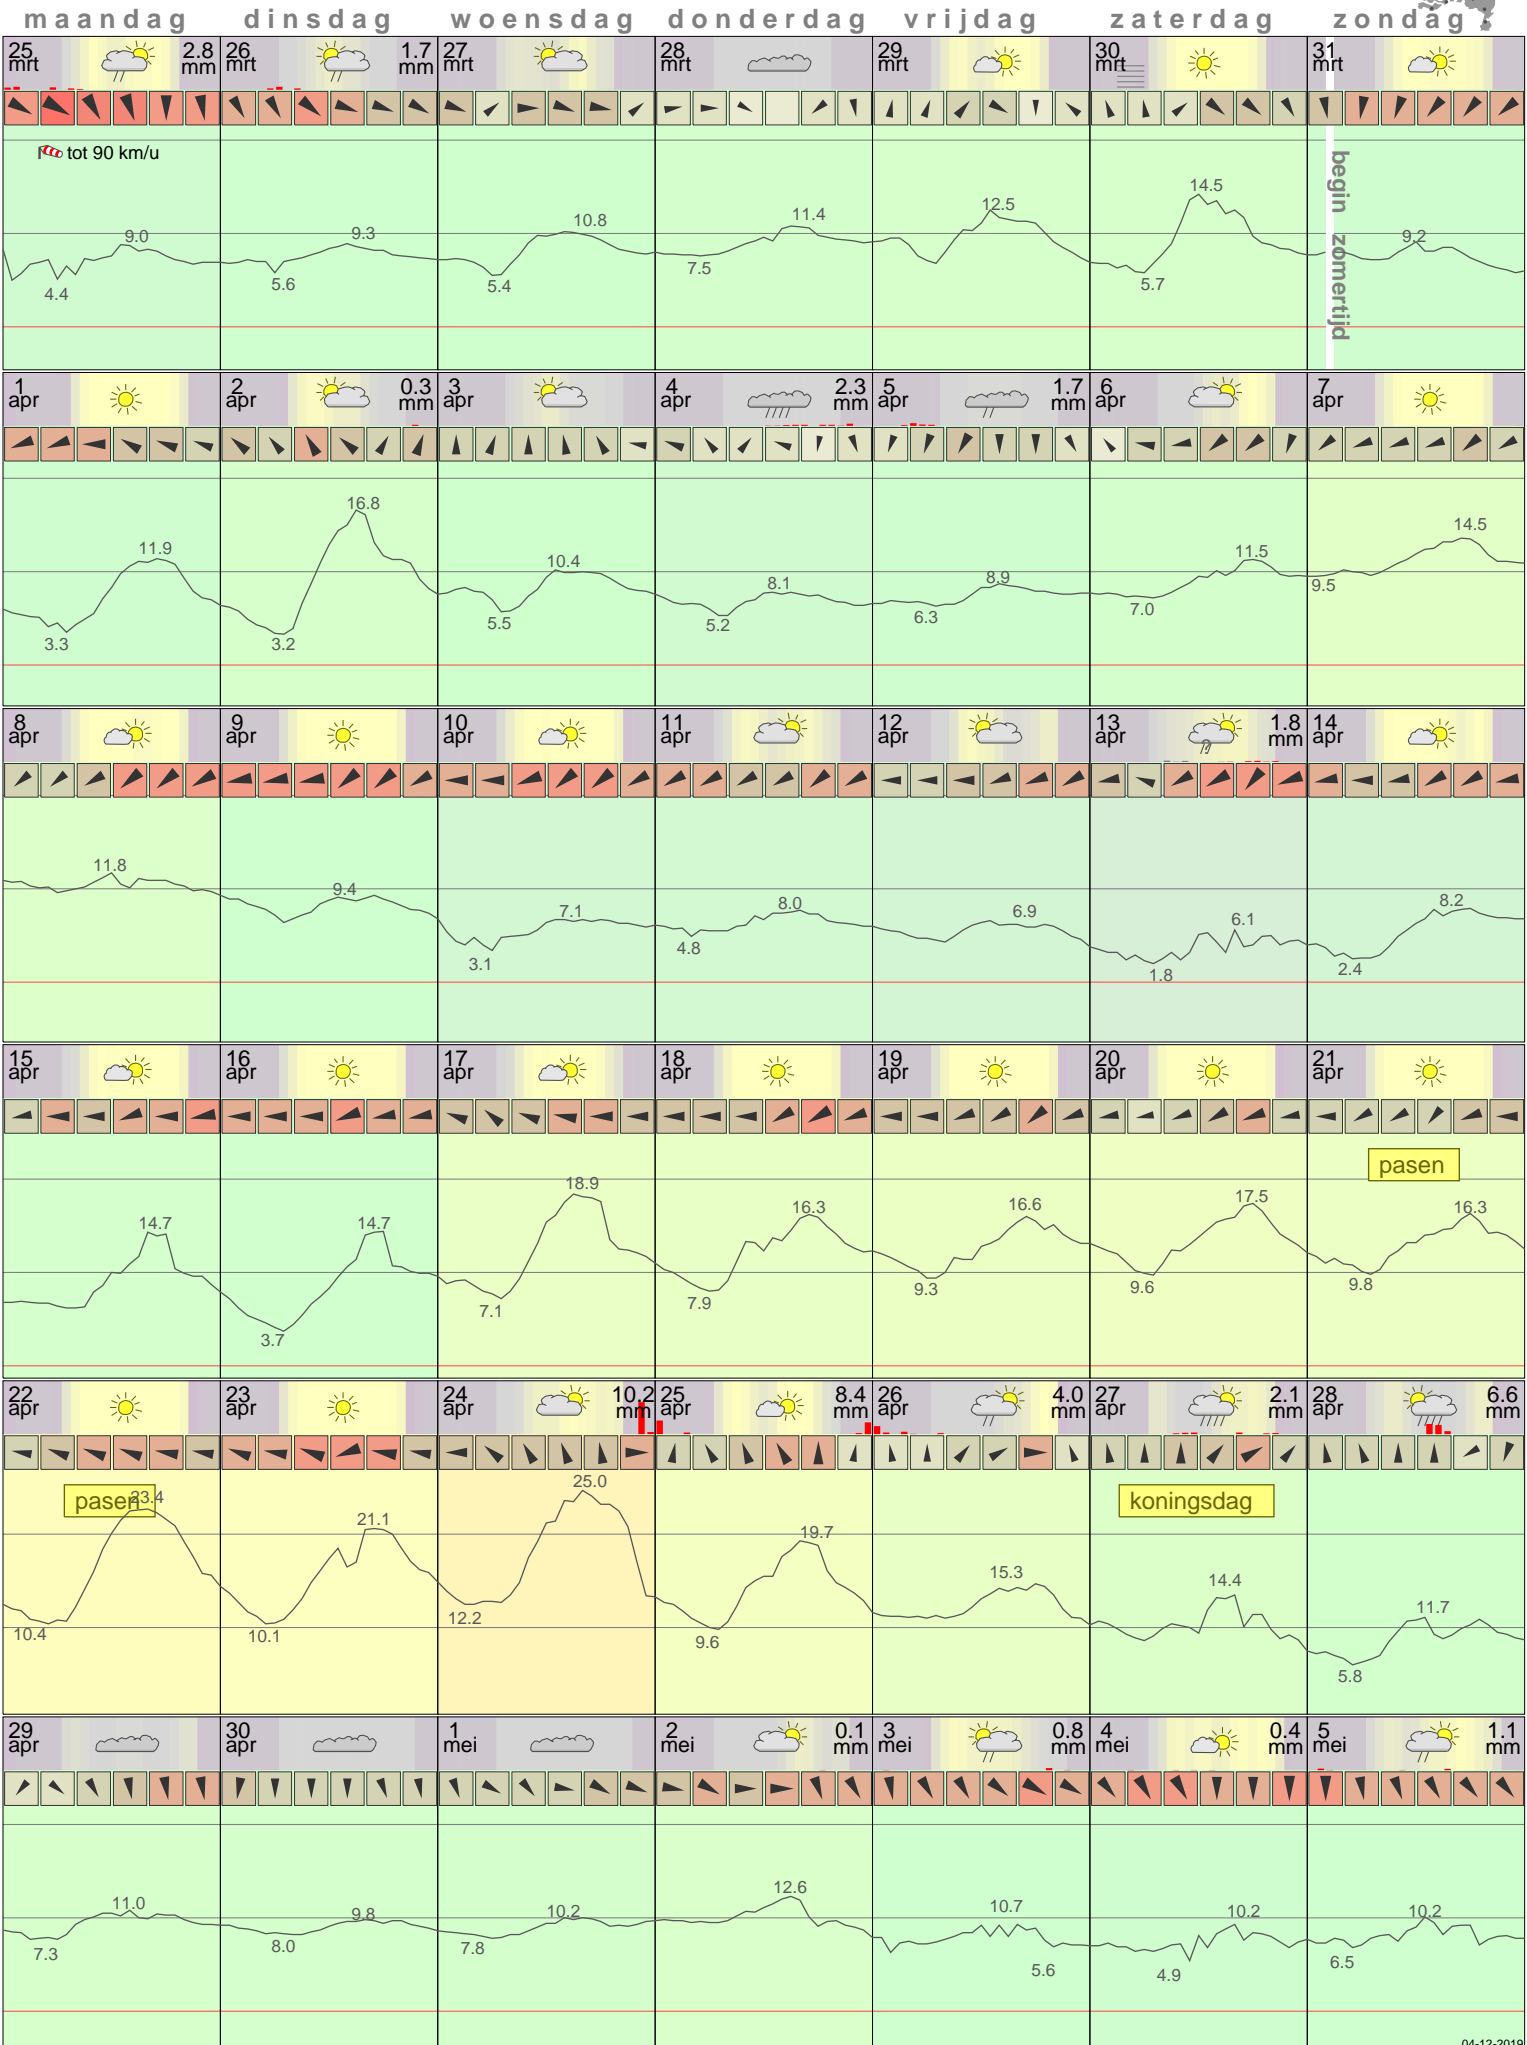 maandag dinsdag woensdag donderdag vrijdag zaterdag zondag
25 2.8 26 1.7 27 28 29 30 31
mrt mm mrt mm mrt mrt mrt mrt mrt
tot 90 km/u
begin zomertijd
9.0 9.3 10.8 11.4 12.5 14.5 9.2
4.4 5.6 5.4 7.5 5.7
1 2 0.3 3 4 2.3 5 1.7 6 7
apr apr mm apr apr mm apr mm apr apr
11.9 16.8 10.4 8.1 8.9 11.5 14.5
3.3 3.2 5.5 5.2 6.3 7.0 9.5
8 9 10 11 12 13 1.8 14
apr apr apr apr apr apr mm apr
11.8 9.4 7.1 8.0 6.9 6.1 8.2
3.1 4.8 1.8 2.4
15 16 17 18 19 20 21
apr apr apr apr apr apr apr
pasen
14.7 14.7 18.9 16.3 16.6 17.5 16.3
3.7 7.1 7.9 9.3 9.6 9.8
22 23 24 10.2 25 8.4 26 4.0 27 2.1 28 6.6
apr apr apr mm apr mm apr mm apr mm apr mm
pasen koningsdag
23.4 21.1 25.0 19.7 15.3 14.4 11.7
10.4 10.1 12.2 9.6 5.8
29 30 1 2 0.1 3 0.8 4 0.4 5 1.1
apr apr mei mei mm mei mm mei mm mei mm
11.0 9.8 10.2 12.6 10.7 10.2 10.2
7.3 8.0 7.8 5.6 4.9 6.5
04-12-2019